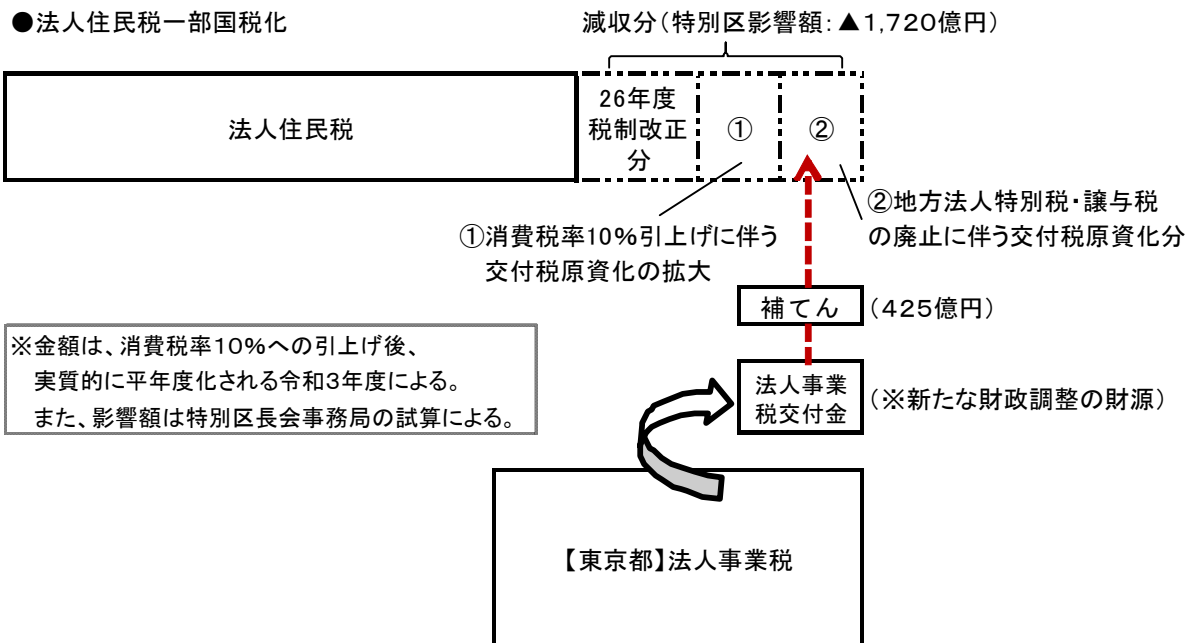 ●法人住民税一部国税化
減収分（特別区影響額：▲1,720億円）
法人住民税
26年度
税制改正
分
①
②
①消費税率10％引上げに伴う
交付税原資化の拡大
②地方法人特別税・譲与税
の廃止に伴う交付税原資化分
補てん
（425億円）
※金額は、消費税率10％への引上げ後、
実質的に平年度化される令和3年度による。
また、影響額は特別区長会事務局の試算による。
法人事業
税交付金
（※新たな財政調整の財源）
【東京都】法人事業税